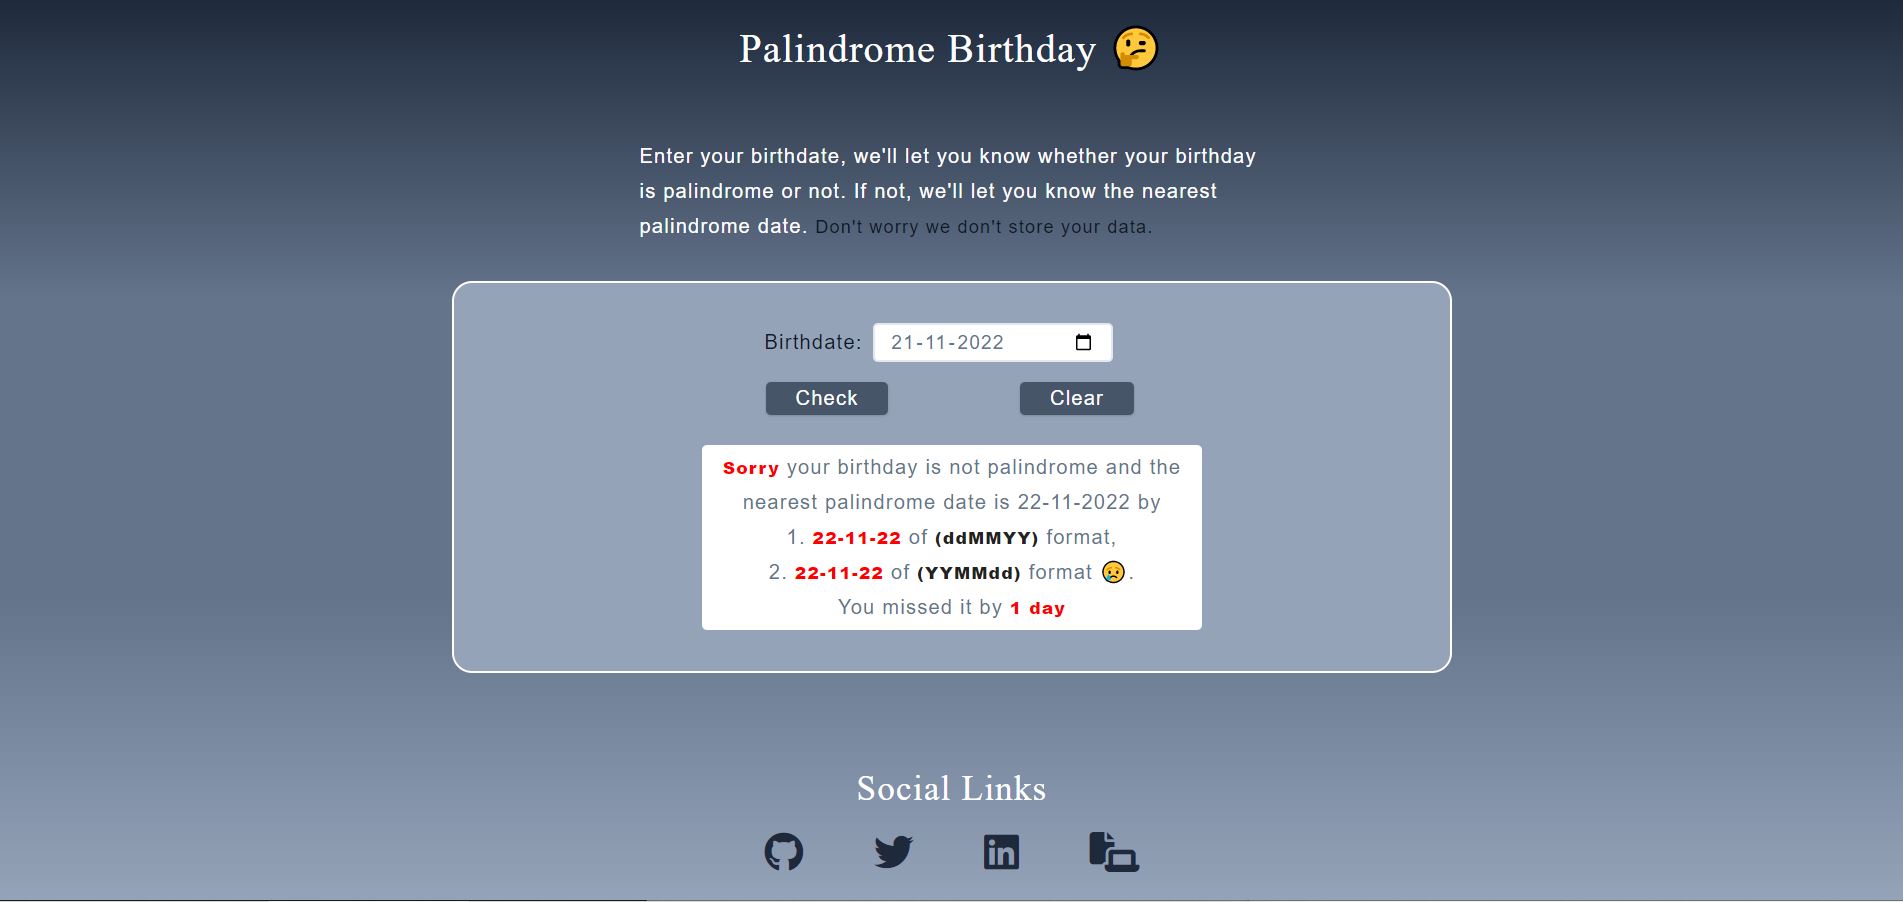 Palindrome Birthday 🤔
Enter your birthdate, we'll let you know whether your birthday
is palindrome or not. If not, we'll let you know the nearest
palindrome date. Don't worry we don't store your data.
Birthdate: 21-11-2022
Check Clear
Sorry your birthday is not palindrome and the
nearest palindrome date is 22-11-2022 by
1. 22-11-22 of (ddMMYY) format,
2. 22-11-22 of (YYMMdd) format 😢.
You missed it by 1 day
Social Links
in